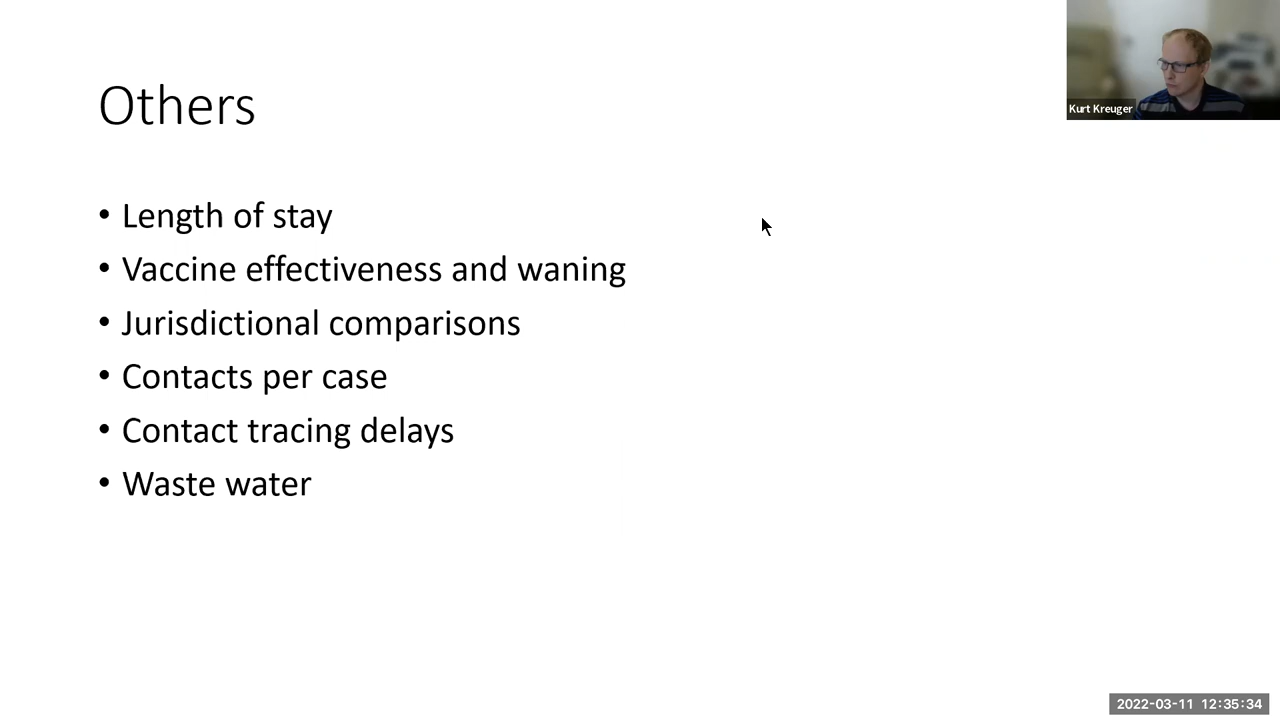 Others
Kurt Kreuger
• Length of stay
• Vaccine effectiveness and waning
• Jurisdictional comparisons
• Contacts per case
• Contact tracing delays
• Waste water
2022-03-11 12:35:34